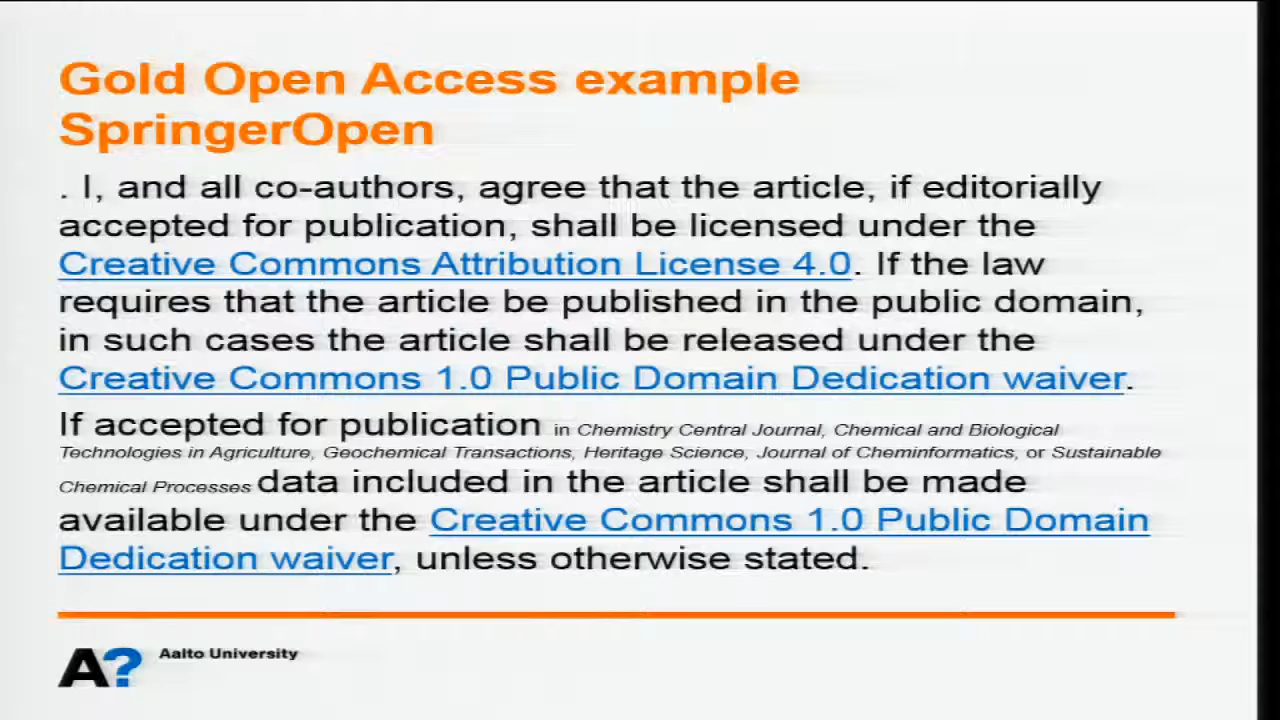 Gold Open Access example
SpringerOpen
. I, and all co-authors, agree that the article, if editorially
accepted for publication, shall be licensed under the
Creative Commons Attribution License 4.0. If the law
requires that the article be published in the public domain,
in such cases the article shall be released under the
Creative Commons 1.0 Public Domain Dedication waiver.
If accepted for publication in Chemistry Central Journal, Chemical and Biological
Technologies in Agriculture, Geochemical Transactions, Heritage Science, Journal of Cheminformatics, or Sustainable
Chemical Processes data included in the article shall be made
available under the Creative Commons 1.0 Public Domain
Dedication waiver, unless otherwise stated.
A? Aalto University